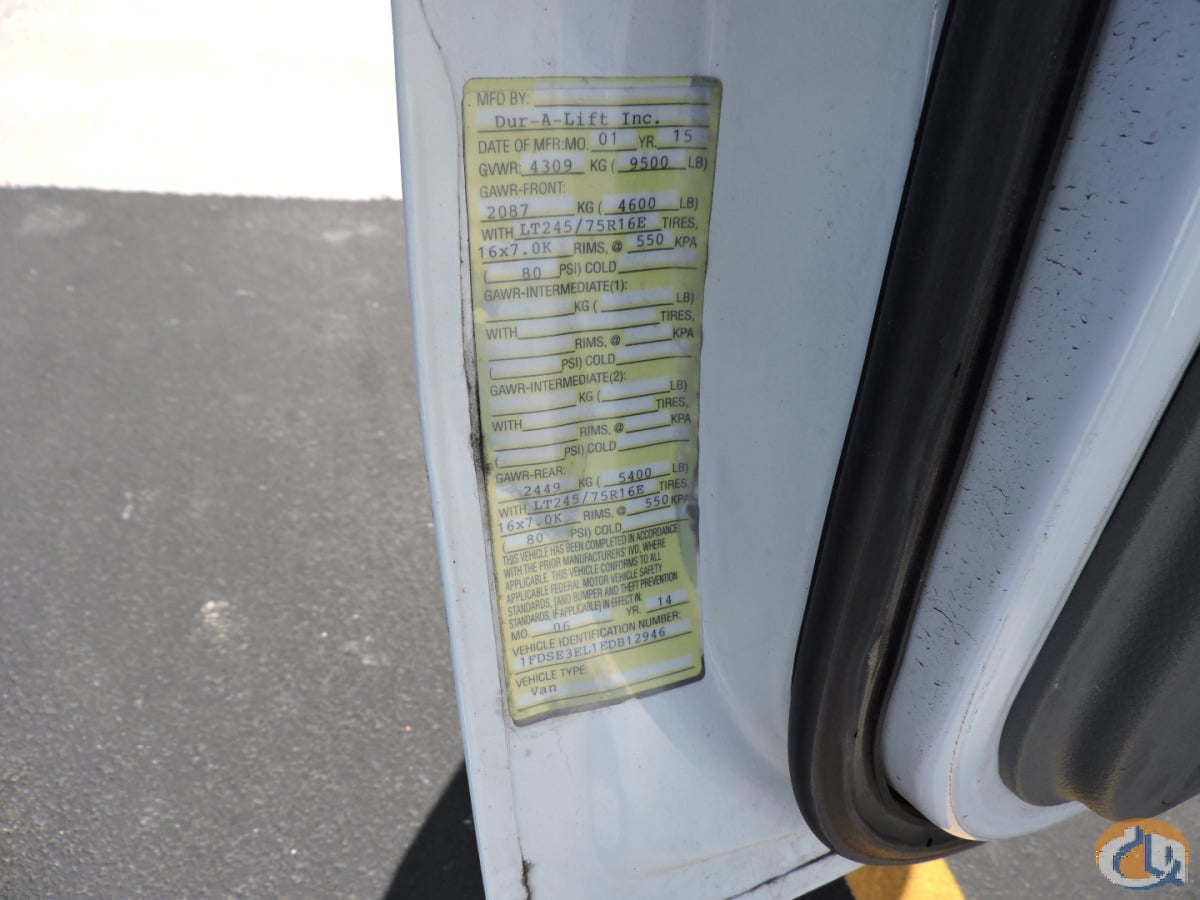 MFD BY:
Dur-A-Lift Inc.
DATE OF MFR:MO. 01 YR. 15
GVWR: 4309 KG ( 9500 LB)
GAWR-FRONT:
2087 KG ( 4600 LB)
WITH LT245/75R16E TIRES,
16x7.0K RIMS, @ 550 KPA
( 80 PSI) COLD
GAWR-INTERMEDIATE(1):
KG ( LB)
WITH TIRES,
RIMS, @ KPA
( PSI) COLD
GAWR-INTERMEDIATE(2):
KG ( LB)
WITH TIRES,
RIMS, @ KPA
( PSI) COLD
GAWR-REAR:
2449 KG ( 5400 LB)
WITH LT245/75R16E TIRES,
16x7.0K RIMS, @ 550 KPA
( 80 PSI) COLD
THIS VEHICLE HAS BEEN COMPLETED IN ACCORDANCE
WITH THE PRIOR MANUFACTURERS' IVD, WHERE
APPLICABLE. THIS VEHICLE CONFORMS TO ALL
APPLICABLE FEDERAL MOTOR VEHICLE SAFETY
STANDARDS, [AND BUMPER AND THEFT PREVENTION
STANDARDS, IF APPLICABLE] IN EFFECT IN:
MO. 06 YR. 14
VEHICLE IDENTIFICATION NUMBER:
1FDSE3EL1EDB12946
VEHICLE TYPE:
Van